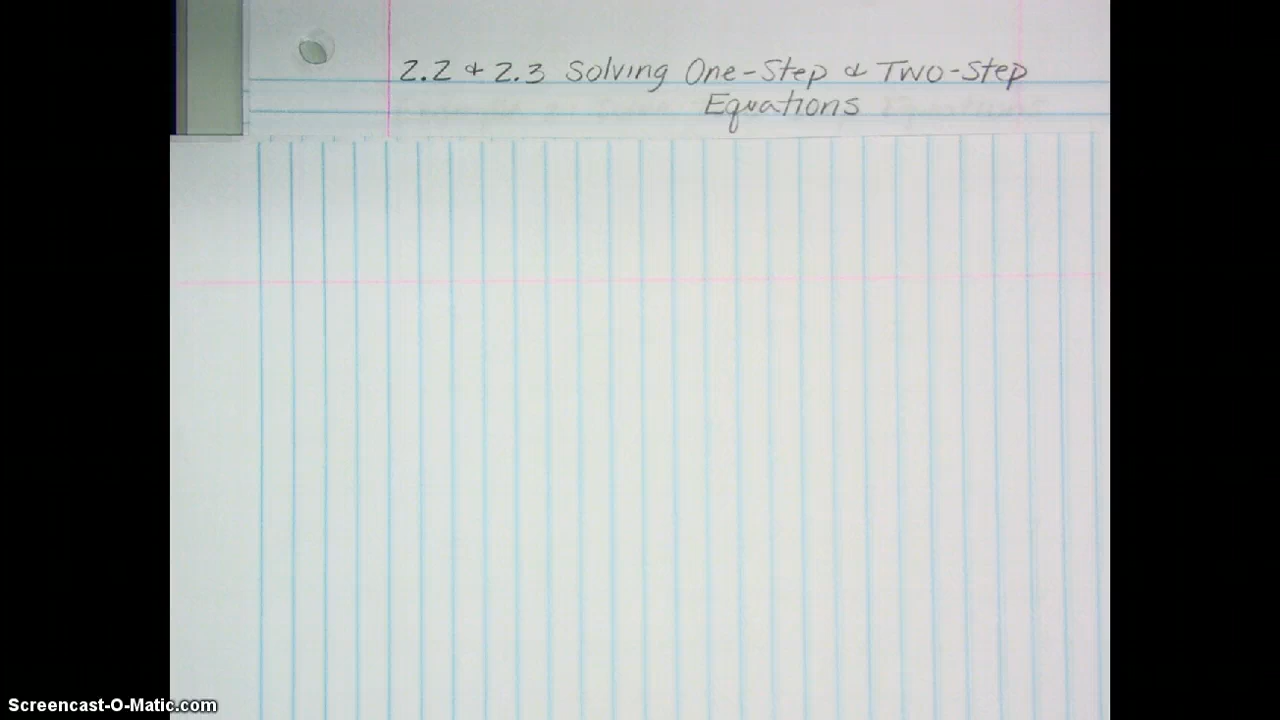 2.2 & 2.3 Solving One-Step & Two-Step
Equations
Screencast-O-Matic.com